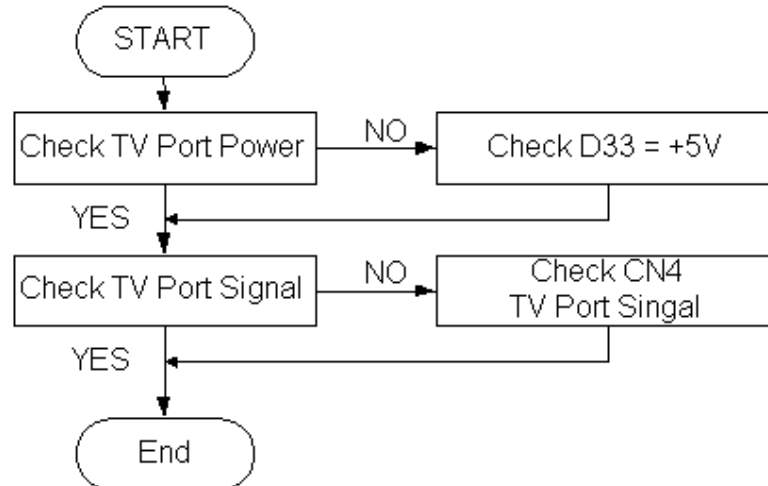 START
Check TV Port Power
NO
Check D33 = +5V
YES
Check TV Port Signal
NO
Check CN4
TV Port Singal
YES
End